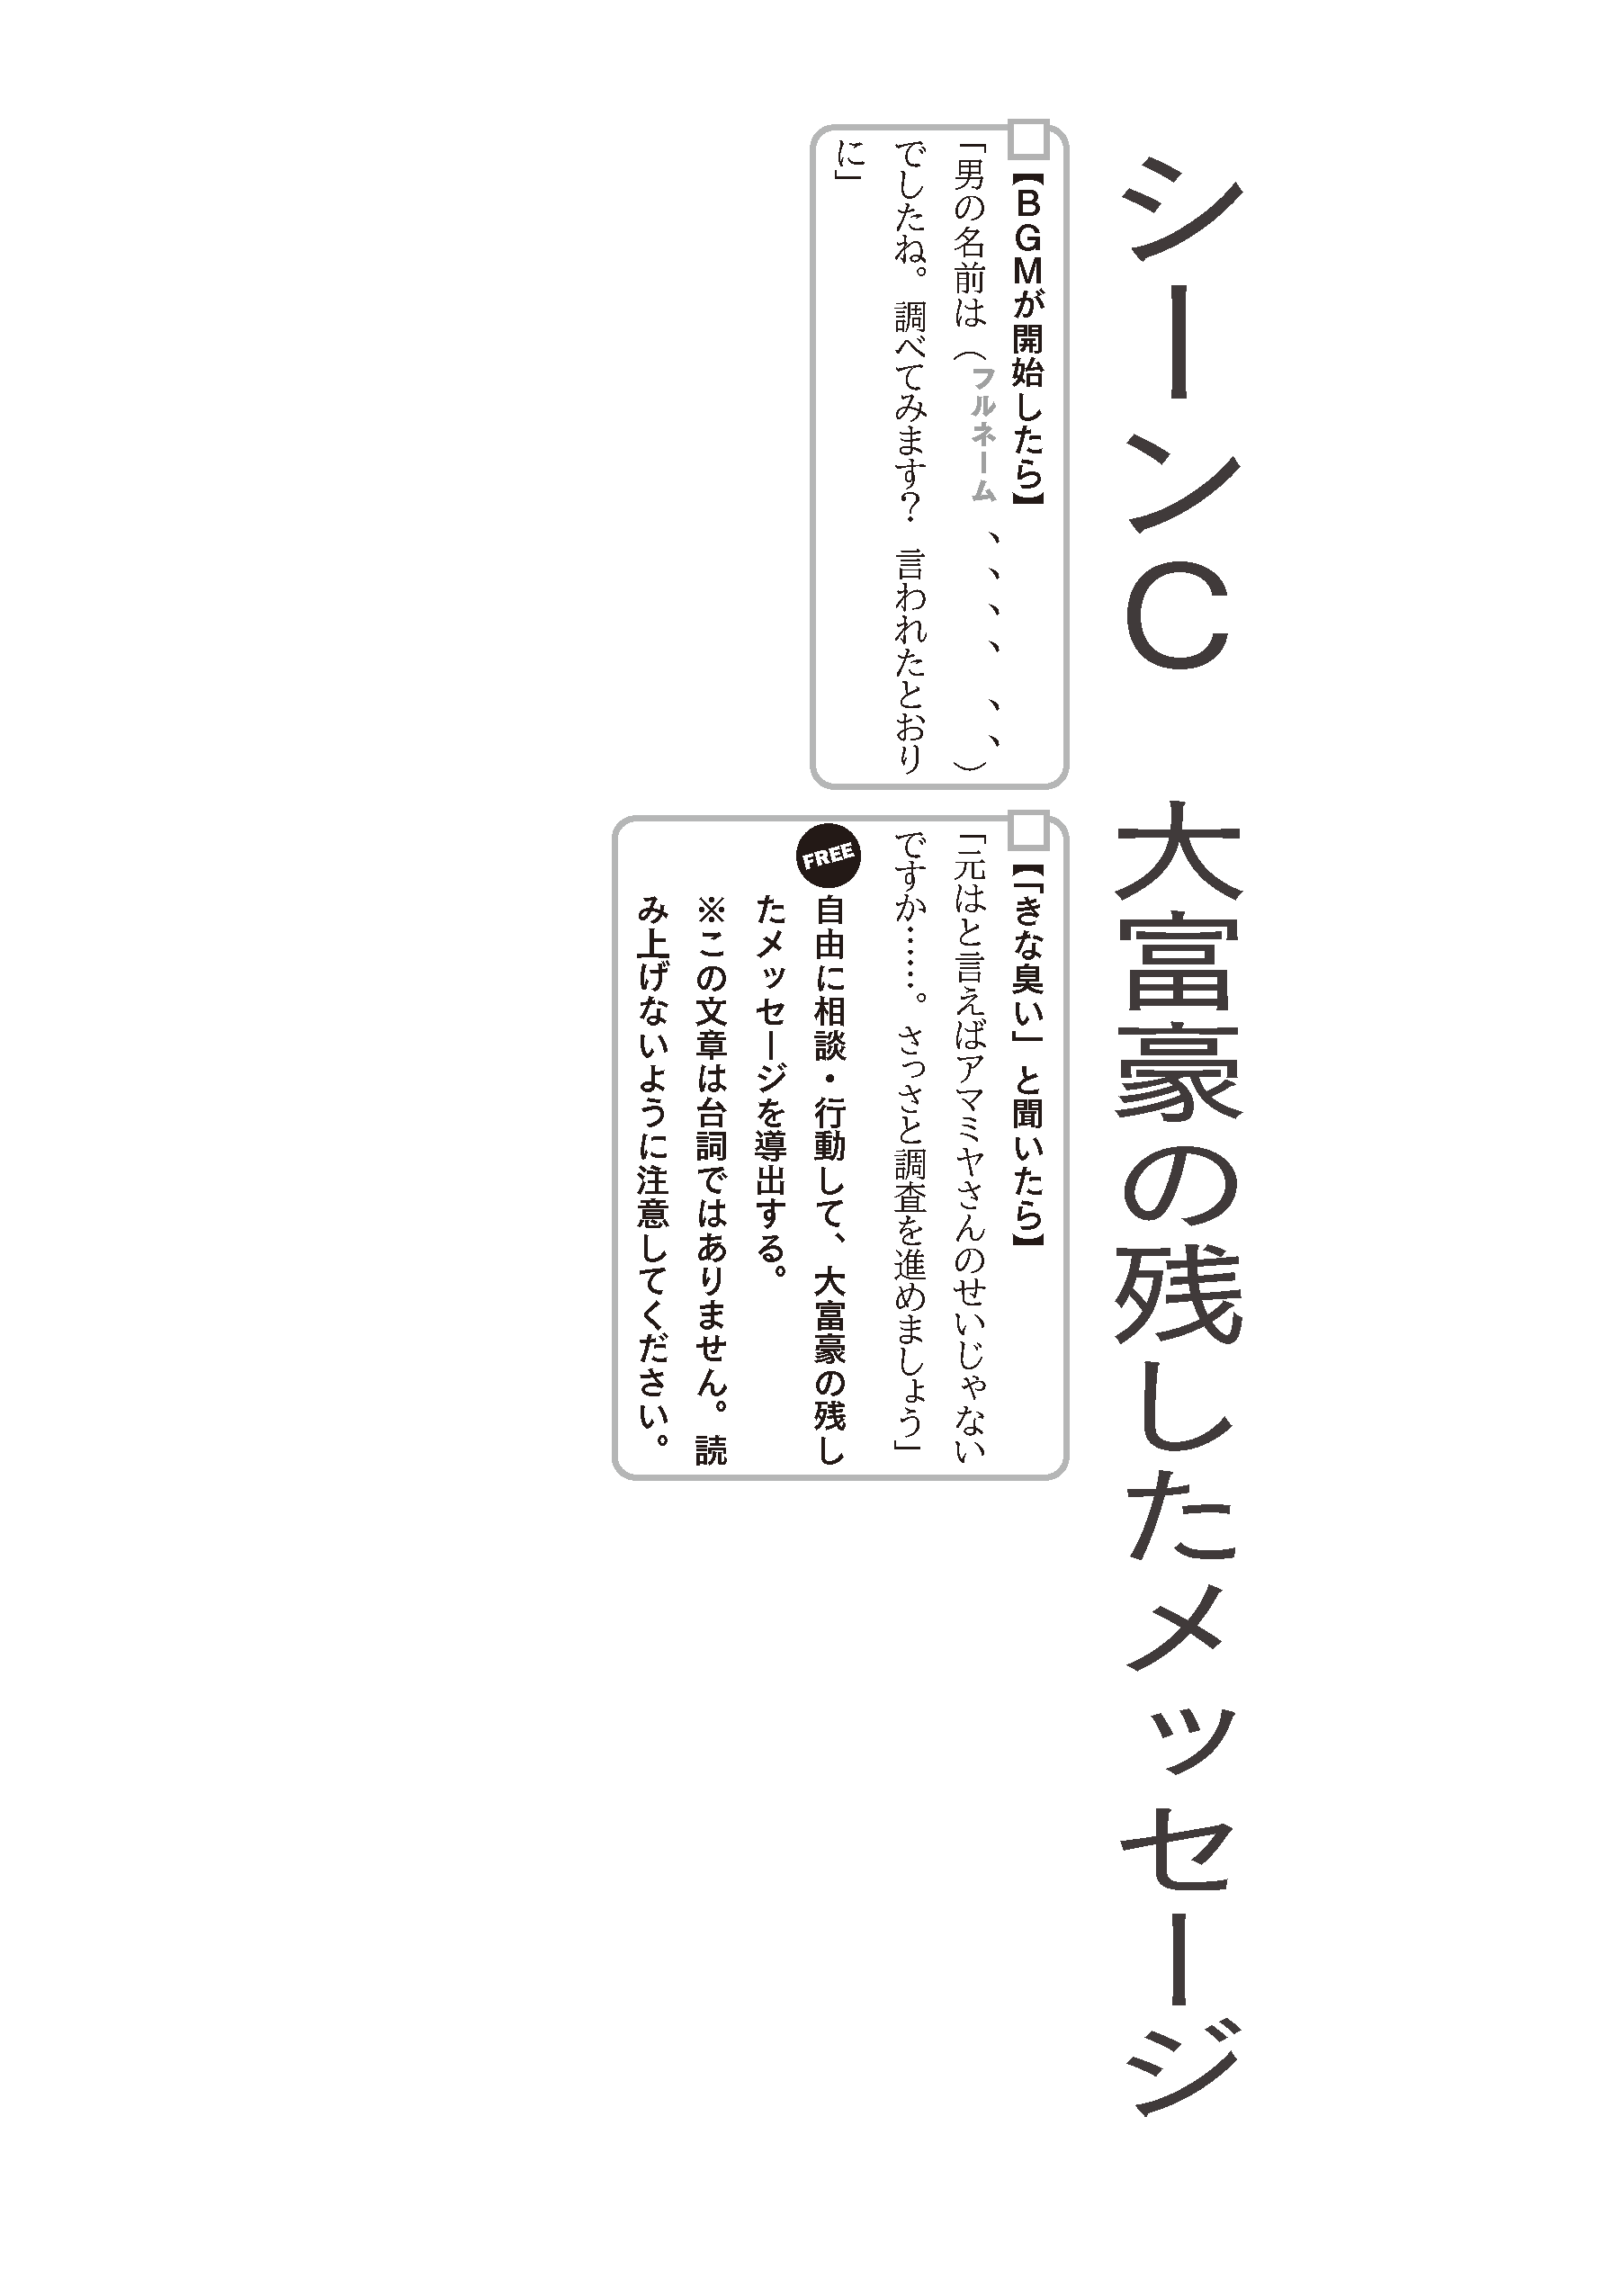 シーンC　大富豪の残したメッセージ
【BGMが開始したら】
「男の名前は（フルネーム　、、、、　、、）
でしたね。調べてみます？　言われたとおり
に」
【「きな臭い」と聞いたら】
「元はと言えばアマミヤさんのせいじゃない
ですか……。さっさと調査を進めましょう」
FREE
自由に相談・行動して、大富豪の残し
たメッセージを導出する。
※この文章は台詞ではありません。読
み上げないように注意してください。